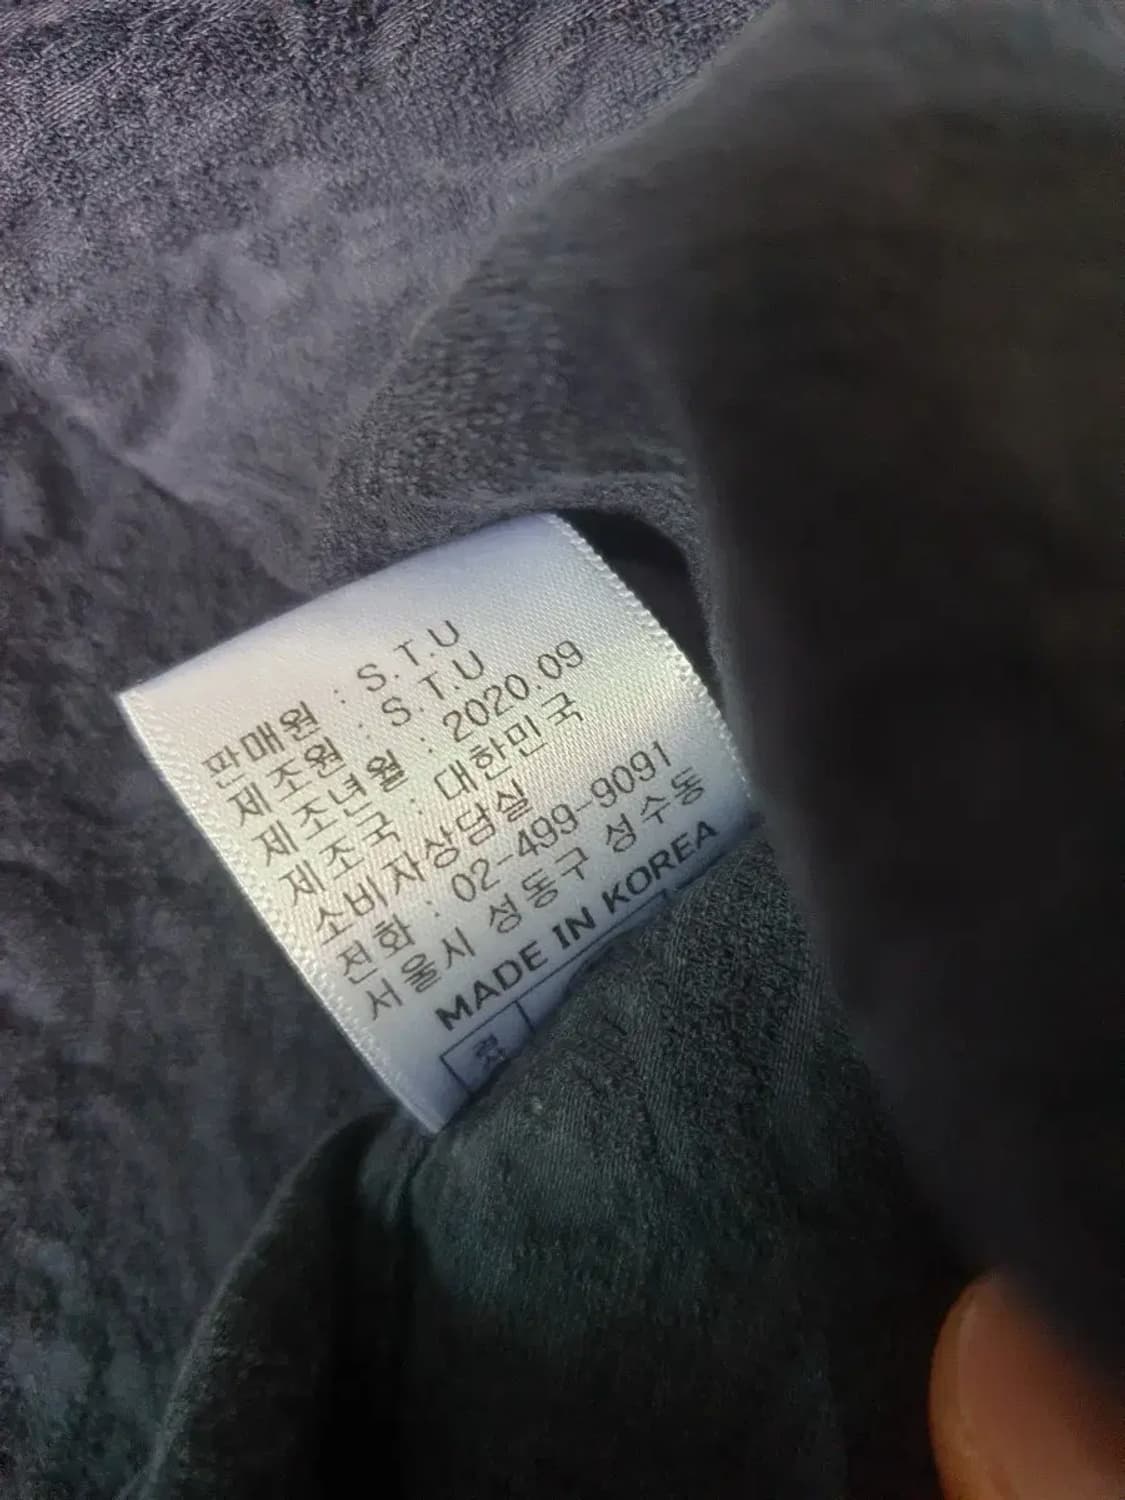 판매원 : S.T.U
제조원 : S.T.U
제조년월 : 2020.09
제조국 : 대한민국
소비자상담실
전화 : 02-499-9091
서울시 성동구 성수동
MADE IN KOREA